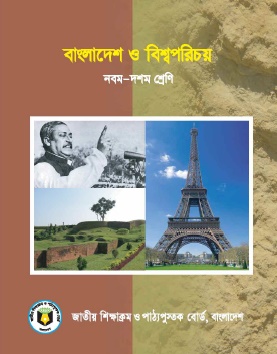 বাংলাদেশ ও বিশ্বপরিচয়
নবম-দশম শ্রেণি
জাতীয় শিক্ষাক্রম ও পাঠ্যপুস্তক বোর্ড, বাংলাদেশ